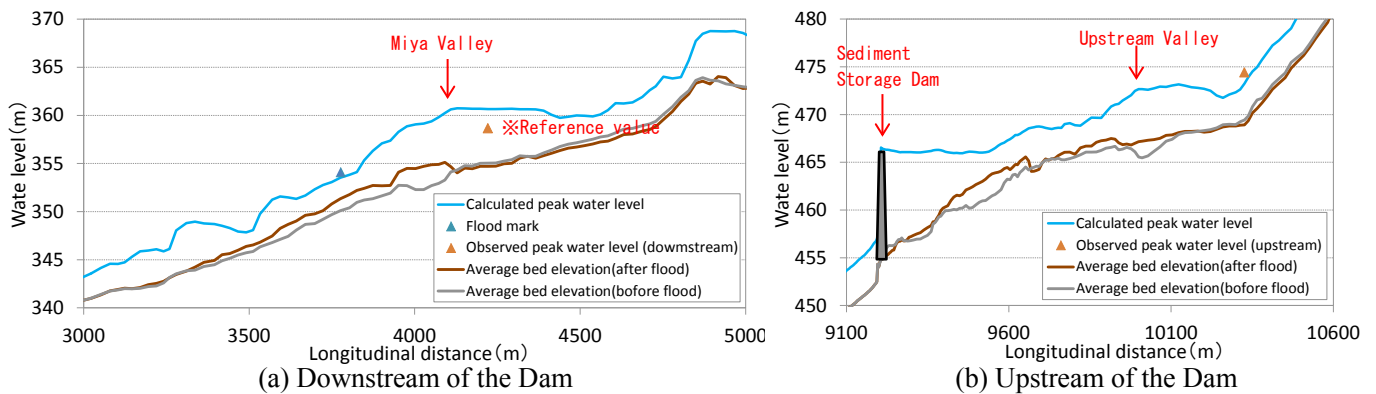 Wate level(m)
370
365
360
355
350
345
340
Miya Valley
※Reference value
Calculated peak water level
Flood mark
Observed peak water level (dowmstream)
Average bed elevation(after flood)
Average bed elevation(bofore flood)
3000 3500 4000 4500 5000
Longitudinal distance(m)
(a) Downstream of the Dam
Wate level(m)
480
475
470
465
460
455
450
Sediment
Storage Dam
Upstream Valley
Calculated peak water level
Observed peak water level (upstream)
Average bed elevation(after flood)
Average bed elevation(bofore flood)
9100 9600 10100 10600
Longitudinal distance(m)
(b) Upstream of the Dam